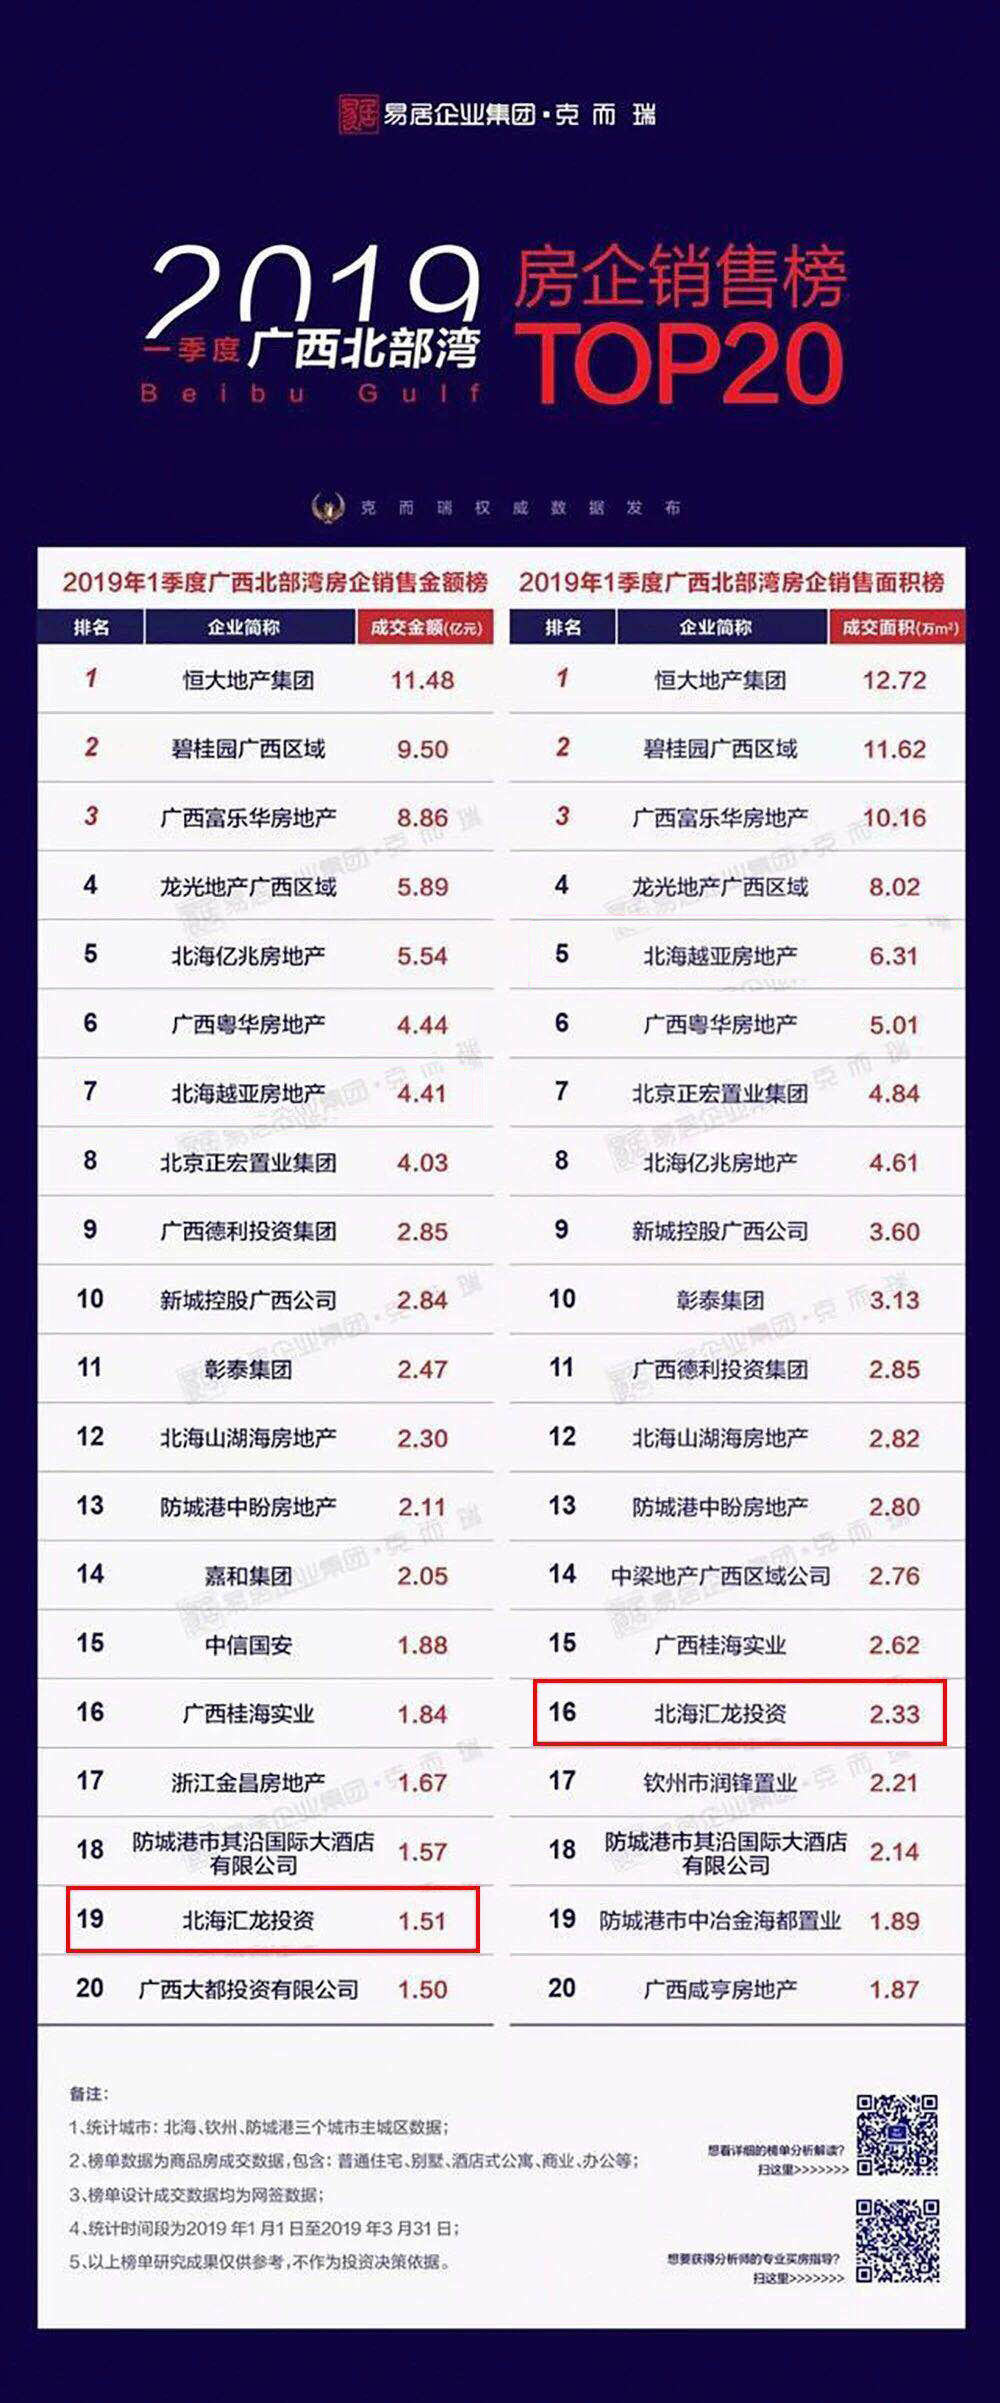 易居企业集团·克而瑞
2019
一季度广西北部湾
Beibu Gulf
房企销售榜
TOP20
克而瑞权威数据发布
2019年1季度广西北部湾房企销售金额榜
排名 企业简称 成交金额(亿元)
1 恒大地产集团 11.48
2 碧桂园广西区域 9.50
3 广西富乐华房地产 8.86
4 龙光地产广西区域 5.89
5 北海亿兆房地产 5.54
6 广西粤华房地产 4.44
7 北海越亚房地产 4.41
8 北京正宏置业集团 4.03
9 广西德利投资集团 2.85
10 新城控股广西公司 2.84
11 彰泰集团 2.47
12 北海山湖海房地产 2.30
13 防城港中盼房地产 2.11
14 嘉和集团 2.05
15 中信国安 1.88
16 广西桂海实业 1.84
17 浙江金昌房地产 1.67
18 防城港市其沿国际大酒店
有限公司 1.57
19 北海汇龙投资 1.51
20 广西大都投资有限公司 1.50
2019年1季度广西北部湾房企销售面积榜
排名 企业简称 成交面积(万m²)
1 恒大地产集团 12.72
2 碧桂园广西区域 11.62
3 广西富乐华房地产 10.16
4 龙光地产广西区域 8.02
5 北海越亚房地产 6.31
6 广西粤华房地产 5.01
7 北京正宏置业集团 4.84
8 北海亿兆房地产 4.61
9 新城控股广西公司 3.60
10 彰泰集团 3.13
11 广西德利投资集团 2.85
12 北海山湖海房地产 2.82
13 防城港中盼房地产 2.80
14 中梁地产广西区域公司 2.76
15 广西桂海实业 2.62
16 北海汇龙投资 2.33
17 钦州市润锋置业 2.21
18 防城港市其沿国际大酒店
有限公司 2.14
19 防城港市中冶金海都置业 1.89
20 广西咸亨房地产 1.87
备注：
1、统计城市：北海、钦州、防城港三个城市主城区数据；
2、榜单数据为商品房成交数据，包含：普通住宅、别墅、酒店式公寓、商业、办公等；
3、榜单设计成交数据均为网签数据；
4、统计时间段为2019年1月1日至2019年3月31日；
5、以上榜单研究成果仅供参考，不作为投资决策依据。
想看详细的榜单分析解读？
扫这里>>>>>>>
想要获得分析师的专业买房指导？
扫这里>>>>>>>